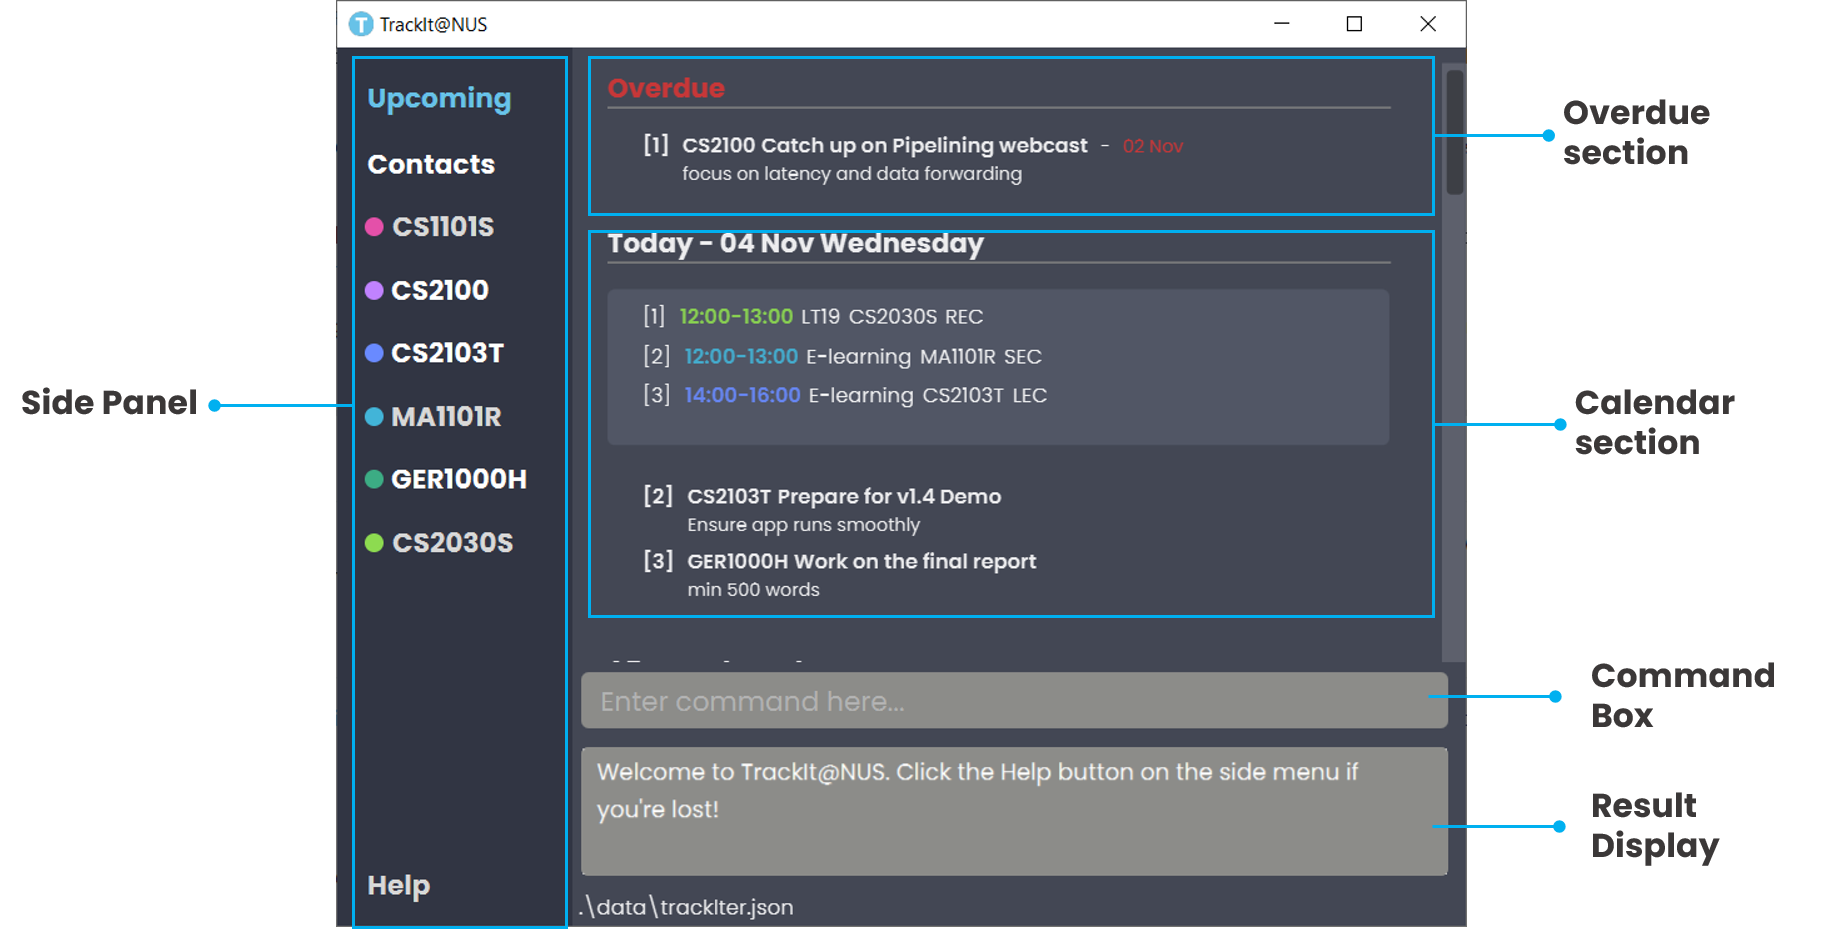 TrackIt@NUS
Side Panel
Upcoming
Contacts
CS1101S
CS2100
CS2103T
MA1101R
GER1000H
CS2030S
Help
Overdue
[1] CS2100 Catch up on Pipelining webcast - 02 Nov
focus on latency and data forwarding
Today - 04 Nov Wednesday
[1] 12:00-13:00 LT19 CS2030S REC
[2] 12:00-13:00 E-learning MA1101R SEC
[3] 14:00-16:00 E-learning CS2103T LEC
[2] CS2103T Prepare for v1.4 Demo
Ensure app runs smoothly
[3] GER1000H Work on the final report
min 500 words
Enter command here...
Welcome to TrackIt@NUS. Click the Help button on the side menu if
you're lost!
.\data\trackIter.json
Overdue
section
Calendar
section
Command
Box
Result
Display